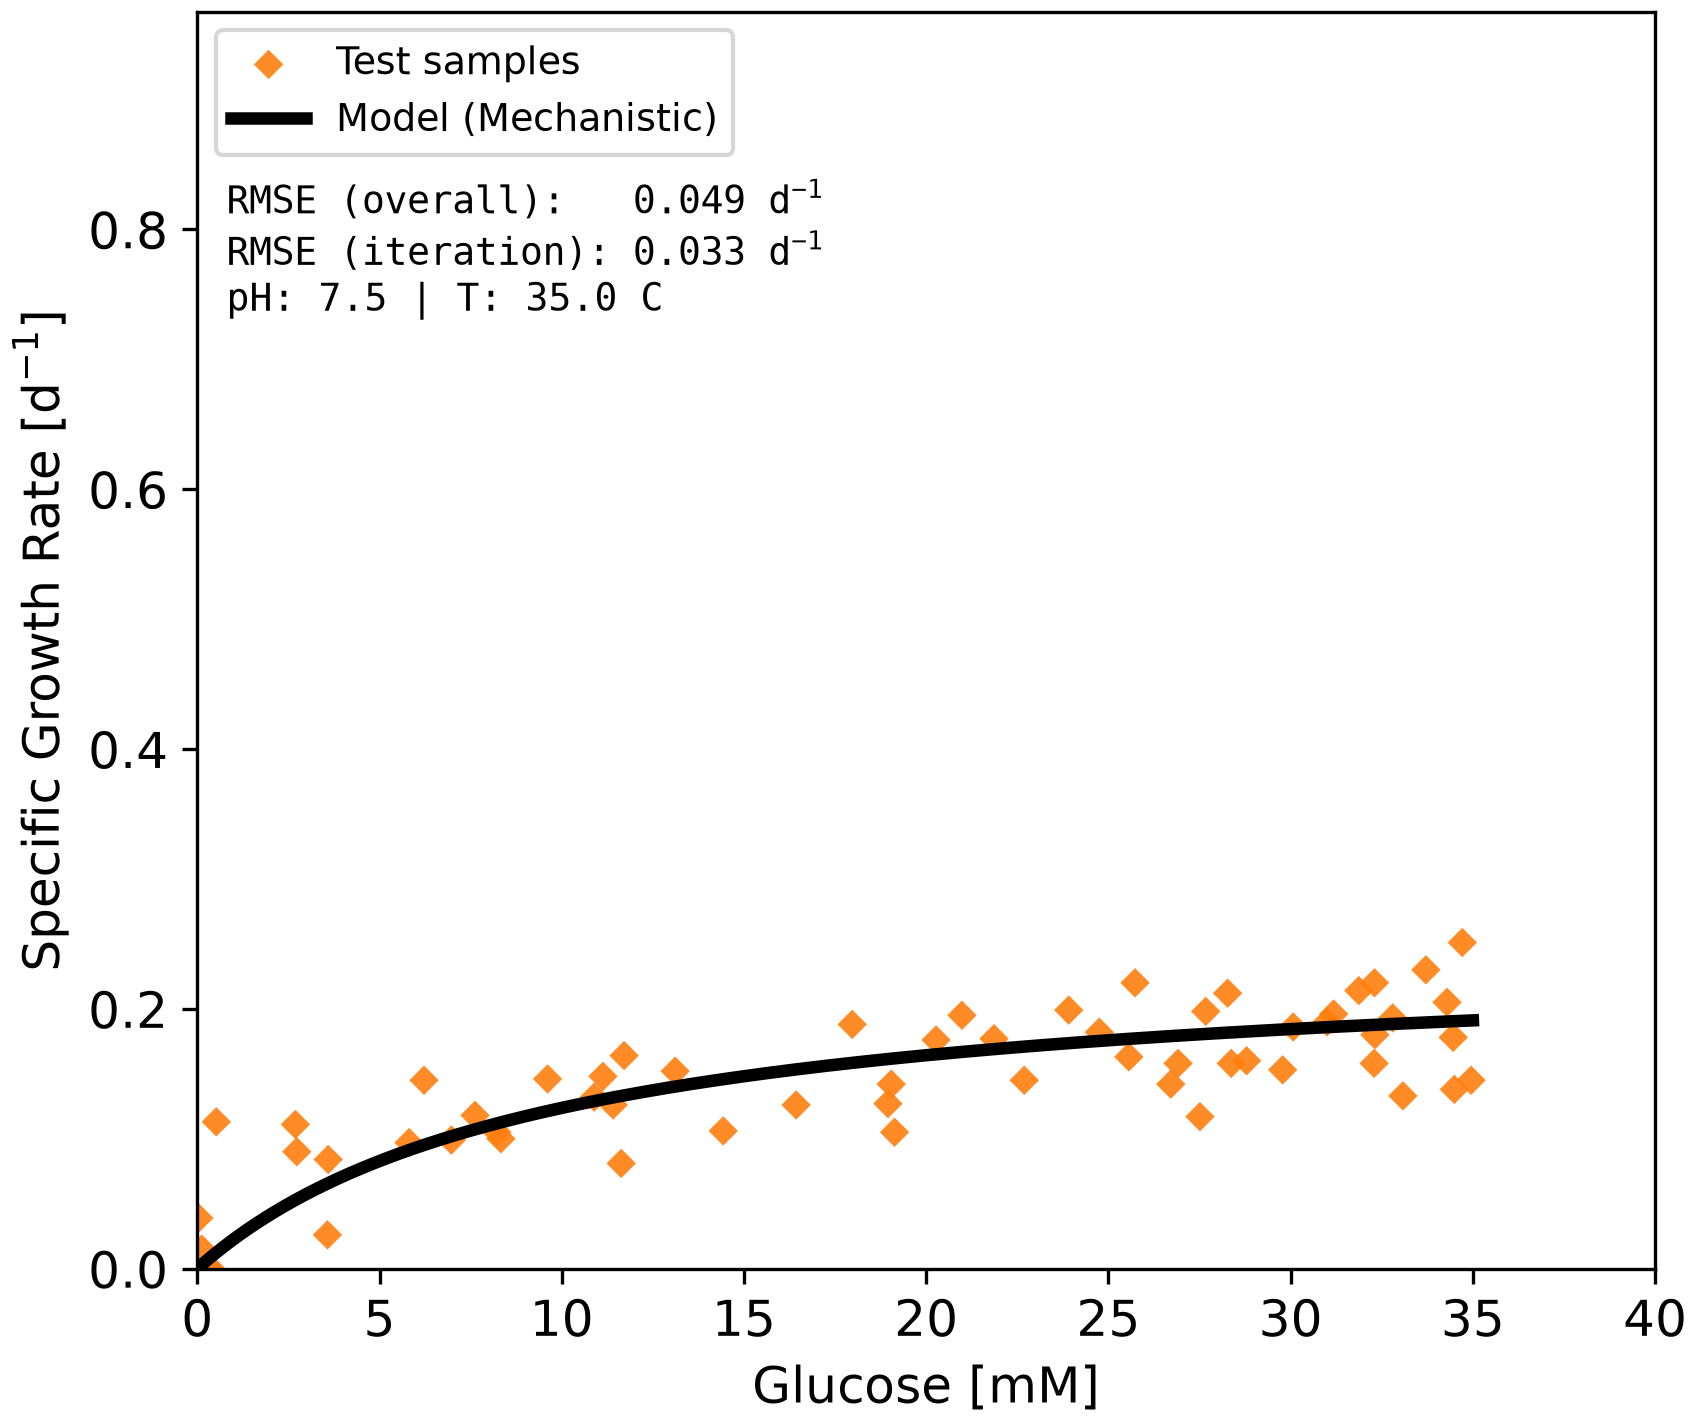 Test samples
Model (Mechanistic)
RMSE (overall):   0.049 d⁻¹
RMSE (iteration): 0.033 d⁻¹
pH: 7.5 | T: 35.0 C
Specific Growth Rate [d⁻¹]
0.8
0.6
0.4
0.2
0.0
0 5 10 15 20 25 30 35 40
Glucose [mM]